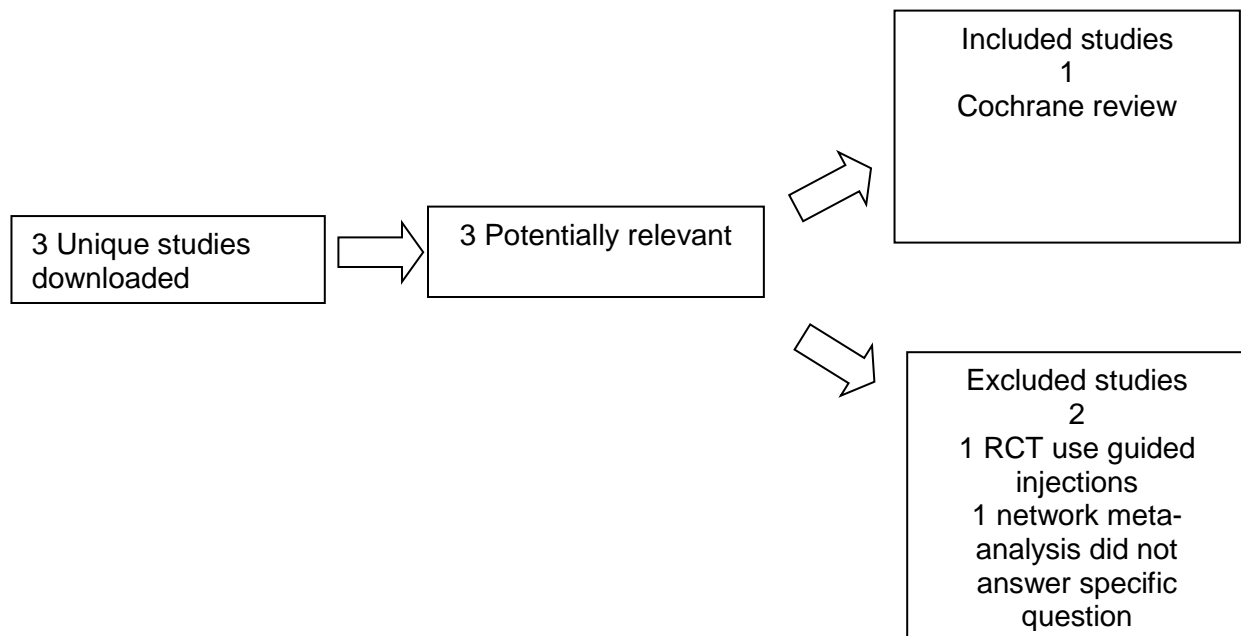 3 Unique studies
downloaded
3 Potentially relevant
Included studies
1
Cochrane review
Excluded studies
2
1 RCT use guided
injections
1 network meta-
analysis did not
answer specific
question